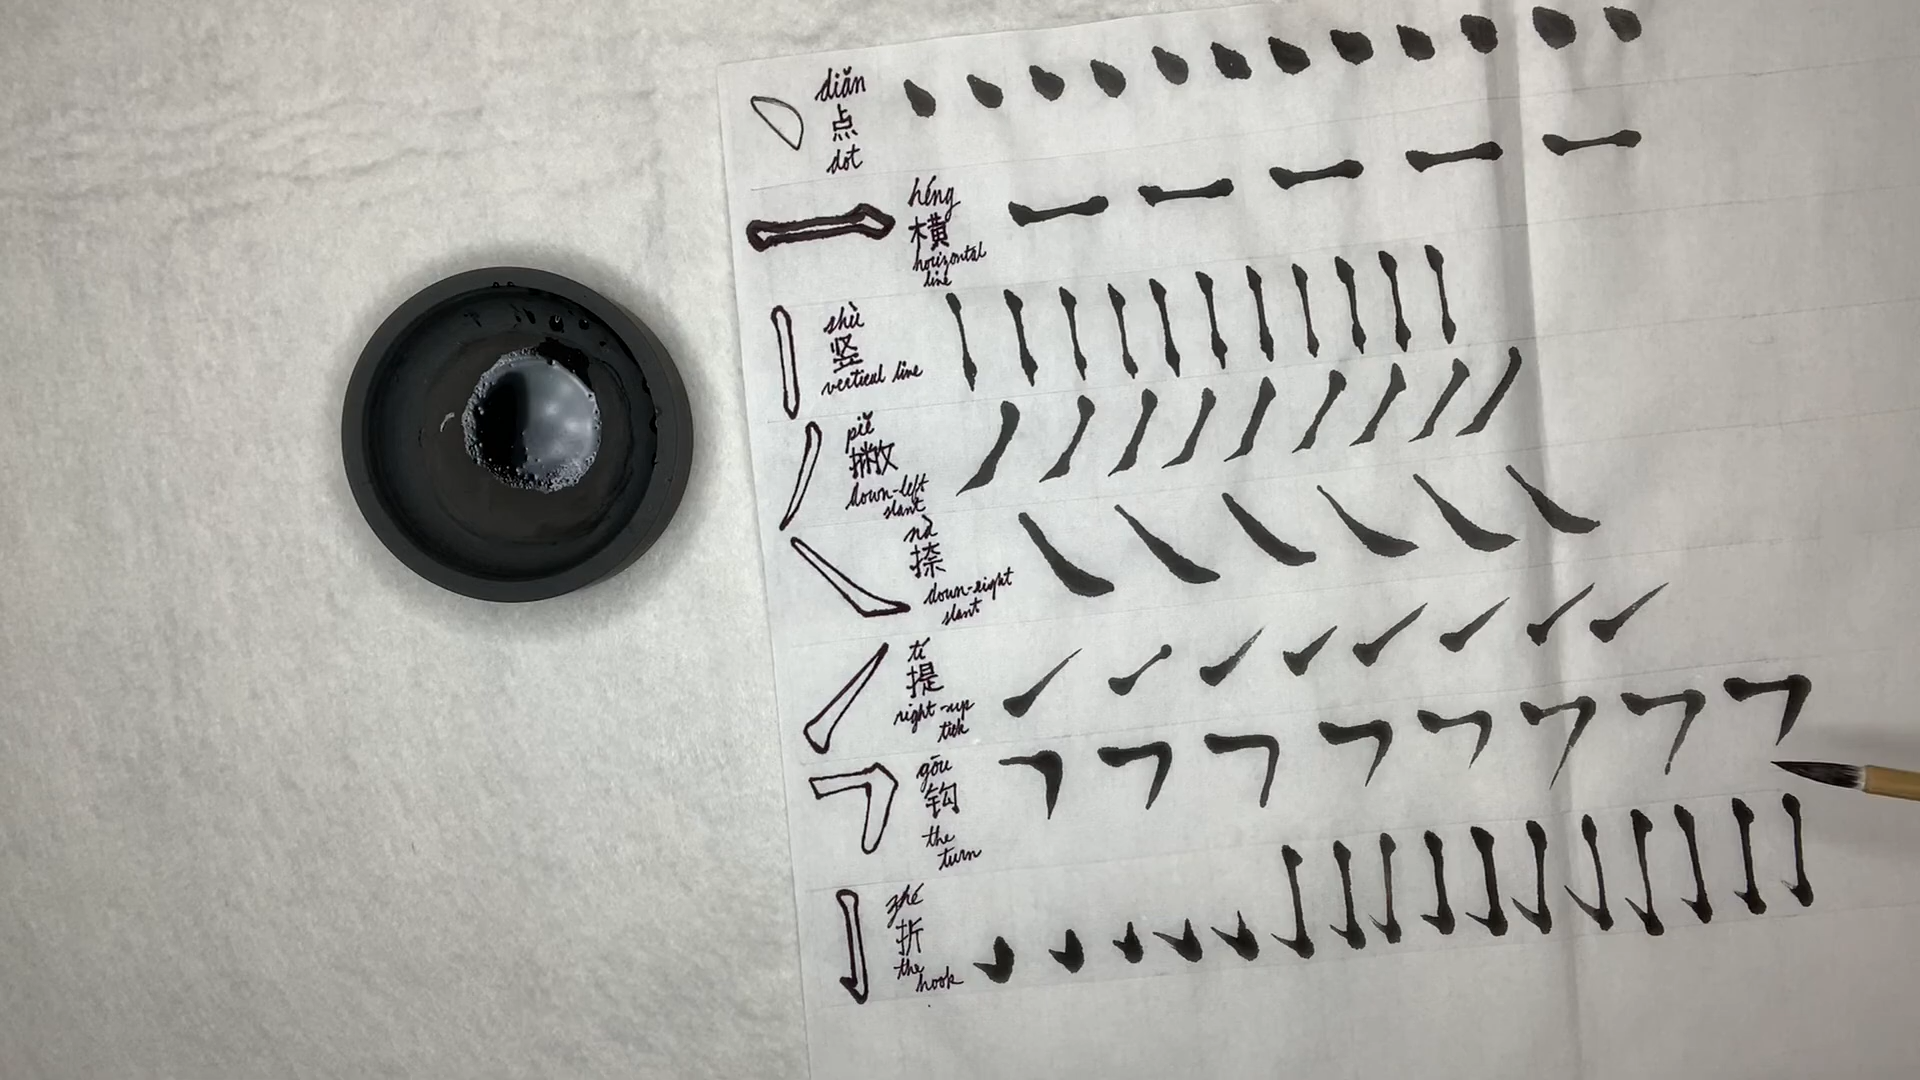 diǎn
点
dot
héng
横
horizontal
line
shù
竖
vertical line
piě
撇
down-left
slant
nà
捺
down-right
slant
tí
提
right-up
tick
gōu
钩
the
turn
zhé
折
the
hook